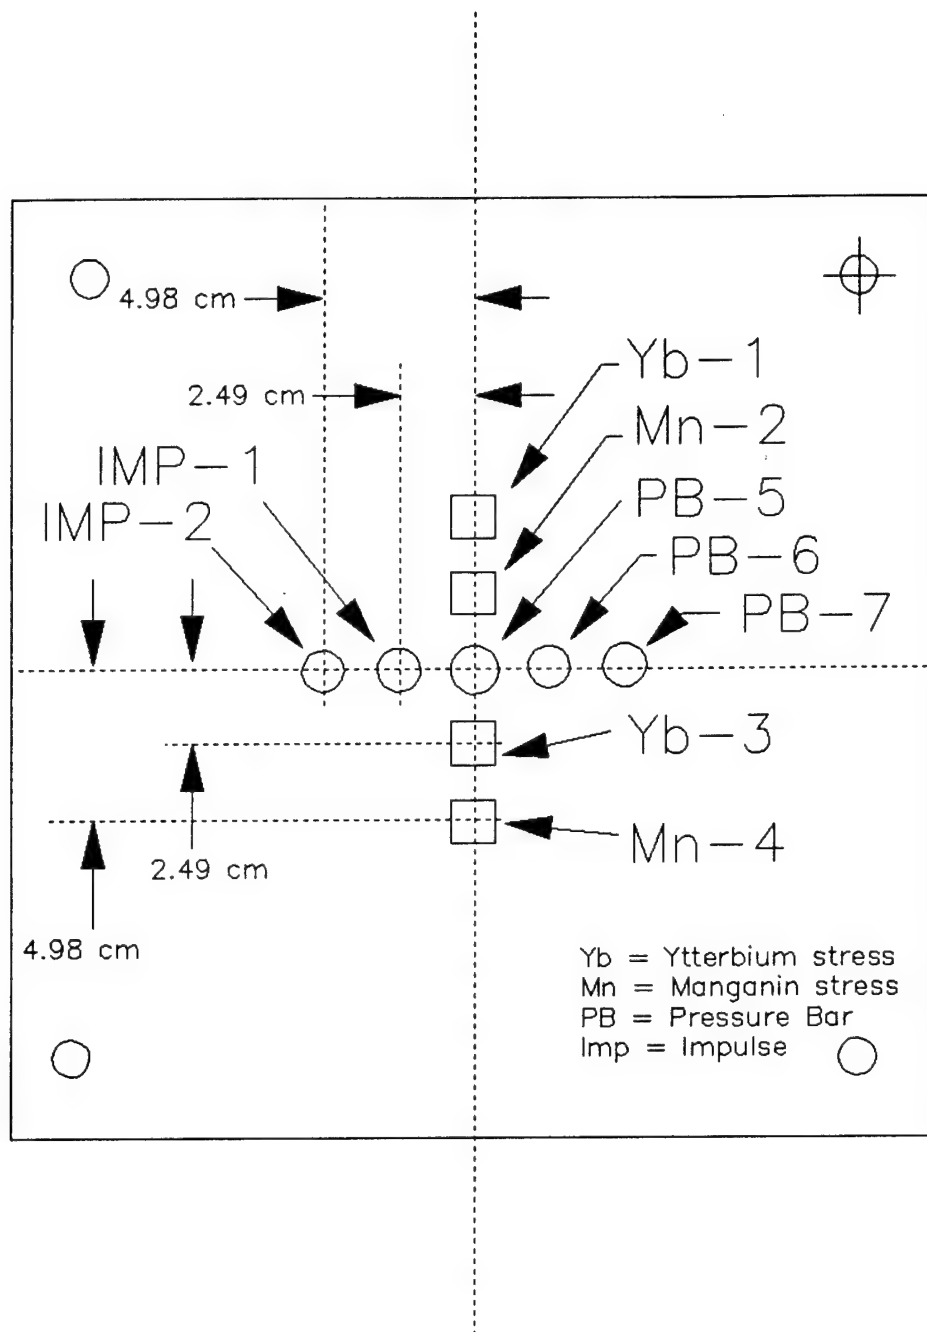 4.98 cm
Yb-1
2.49 cm
Mn-2
IMP-1
PB-5
IMP-2
PB-6
PB-7
Yb-3
Mn-4
2.49 cm
4.98 cm
Yb = Ytterbium stress
Mn = Manganin stress
PB = Pressure Bar
Imp = Impulse